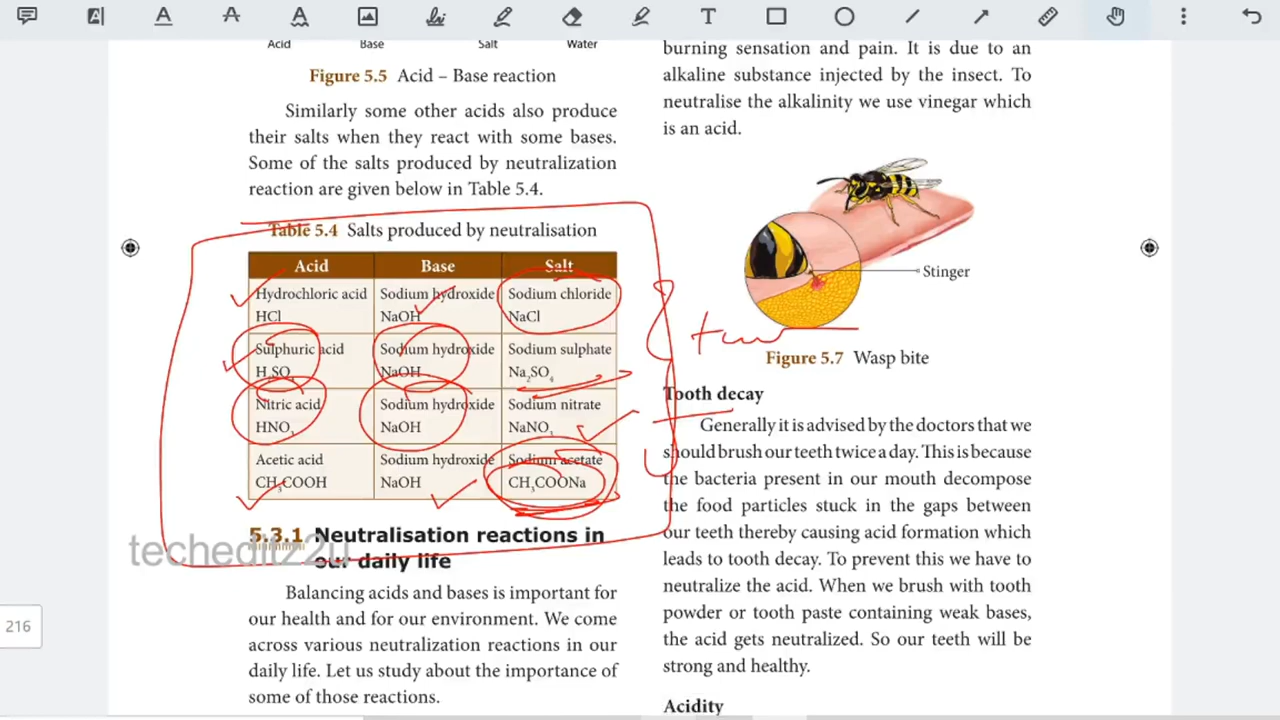 Acid Base Salt Water
Figure 5.5 Acid – Base reaction
Similarly some other acids also produce
their salts when they react with some bases.
Some of the salts produced by neutralization
reaction are given below in Table 5.4.
Table 5.4 Salts produced by neutralisation
Acid Base Salt
Hydrochloric acid Sodium hydroxide Sodium chloride
HCl NaOH NaCl
Sulphuric acid Sodium hydroxide Sodium sulphate
H₂SO₄ NaOH Na₂SO₄
Nitric acid Sodium hydroxide Sodium nitrate
HNO₃ NaOH NaNO₃
Acetic acid Sodium hydroxide Sodium acetate
CH₃COOH NaOH CH₃COONa
5.3.1 Neutralisation reactions in
our daily life
techedit22u
Balancing acids and bases is important for
our health and for our environment. We come
across various neutralization reactions in our
daily life. Let us study about the importance of
some of those reactions.
216
burning sensation and pain. It is due to an
alkaline substance injected by the insect. To
neutralise the alkalinity we use vinegar which
is an acid.
Stinger
Figure 5.7 Wasp bite
Tooth decay
Generally it is advised by the doctors that we
should brush our teeth twice a day. This is because
the bacteria present in our mouth decompose
the food particles stuck in the gaps between
our teeth thereby causing acid formation which
leads to tooth decay. To prevent this we have to
neutralize the acid. When we brush with tooth
powder or tooth paste containing weak bases,
the acid gets neutralized. So our teeth will be
strong and healthy.
Acidity